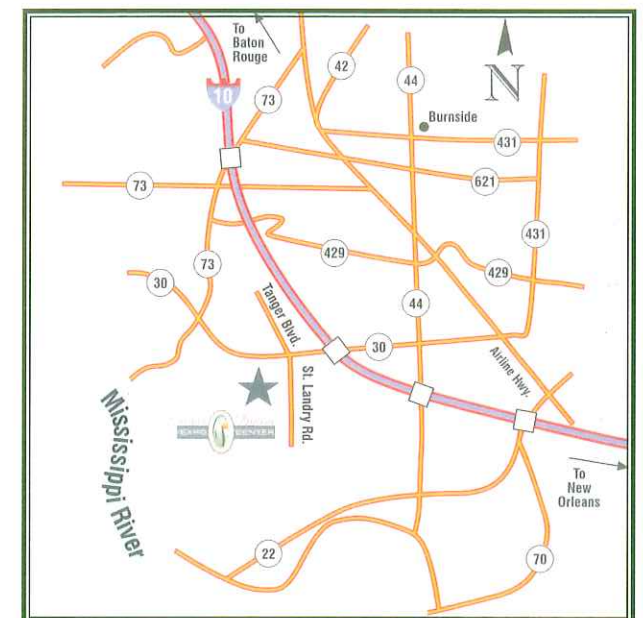 To
Baton
Rouge
N
10
73
42
44
Burnside
431
73
621
431
429
429
73
30
44
Tanger Blvd.
30
St. Landry Rd.
Airline Hwy.
EXPO CENTER
Mississippi River
To
New
Orleans
22
70